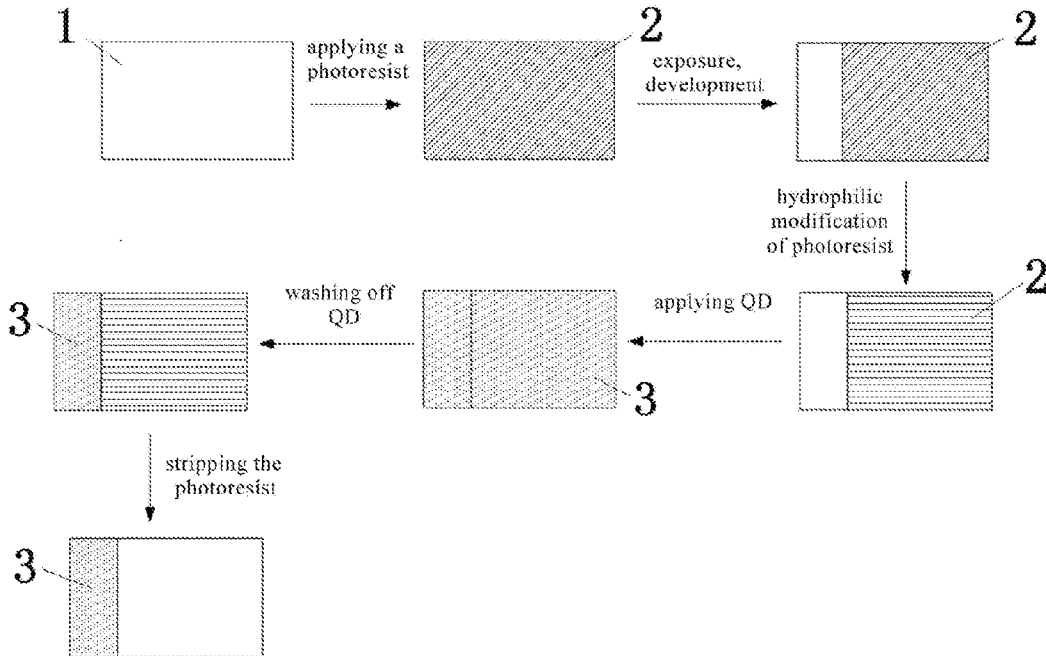 1
applying a
photoresist
2
exposure,
development
2
hydrophilic
modification
of photoresist
2
applying QD
3
washing off
QD
3
stripping the
photoresist
3